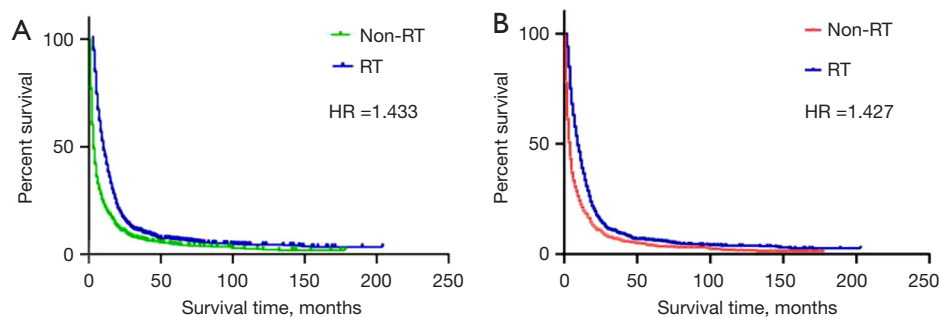 A
Percent survival
100
50
0
0 50 100 150 200 250
Survival time, months
Non-RT
RT
HR =1.433
B
Percent survival
100
50
0
0 50 100 150 200 250
Survival time, months
Non-RT
RT
HR =1.427